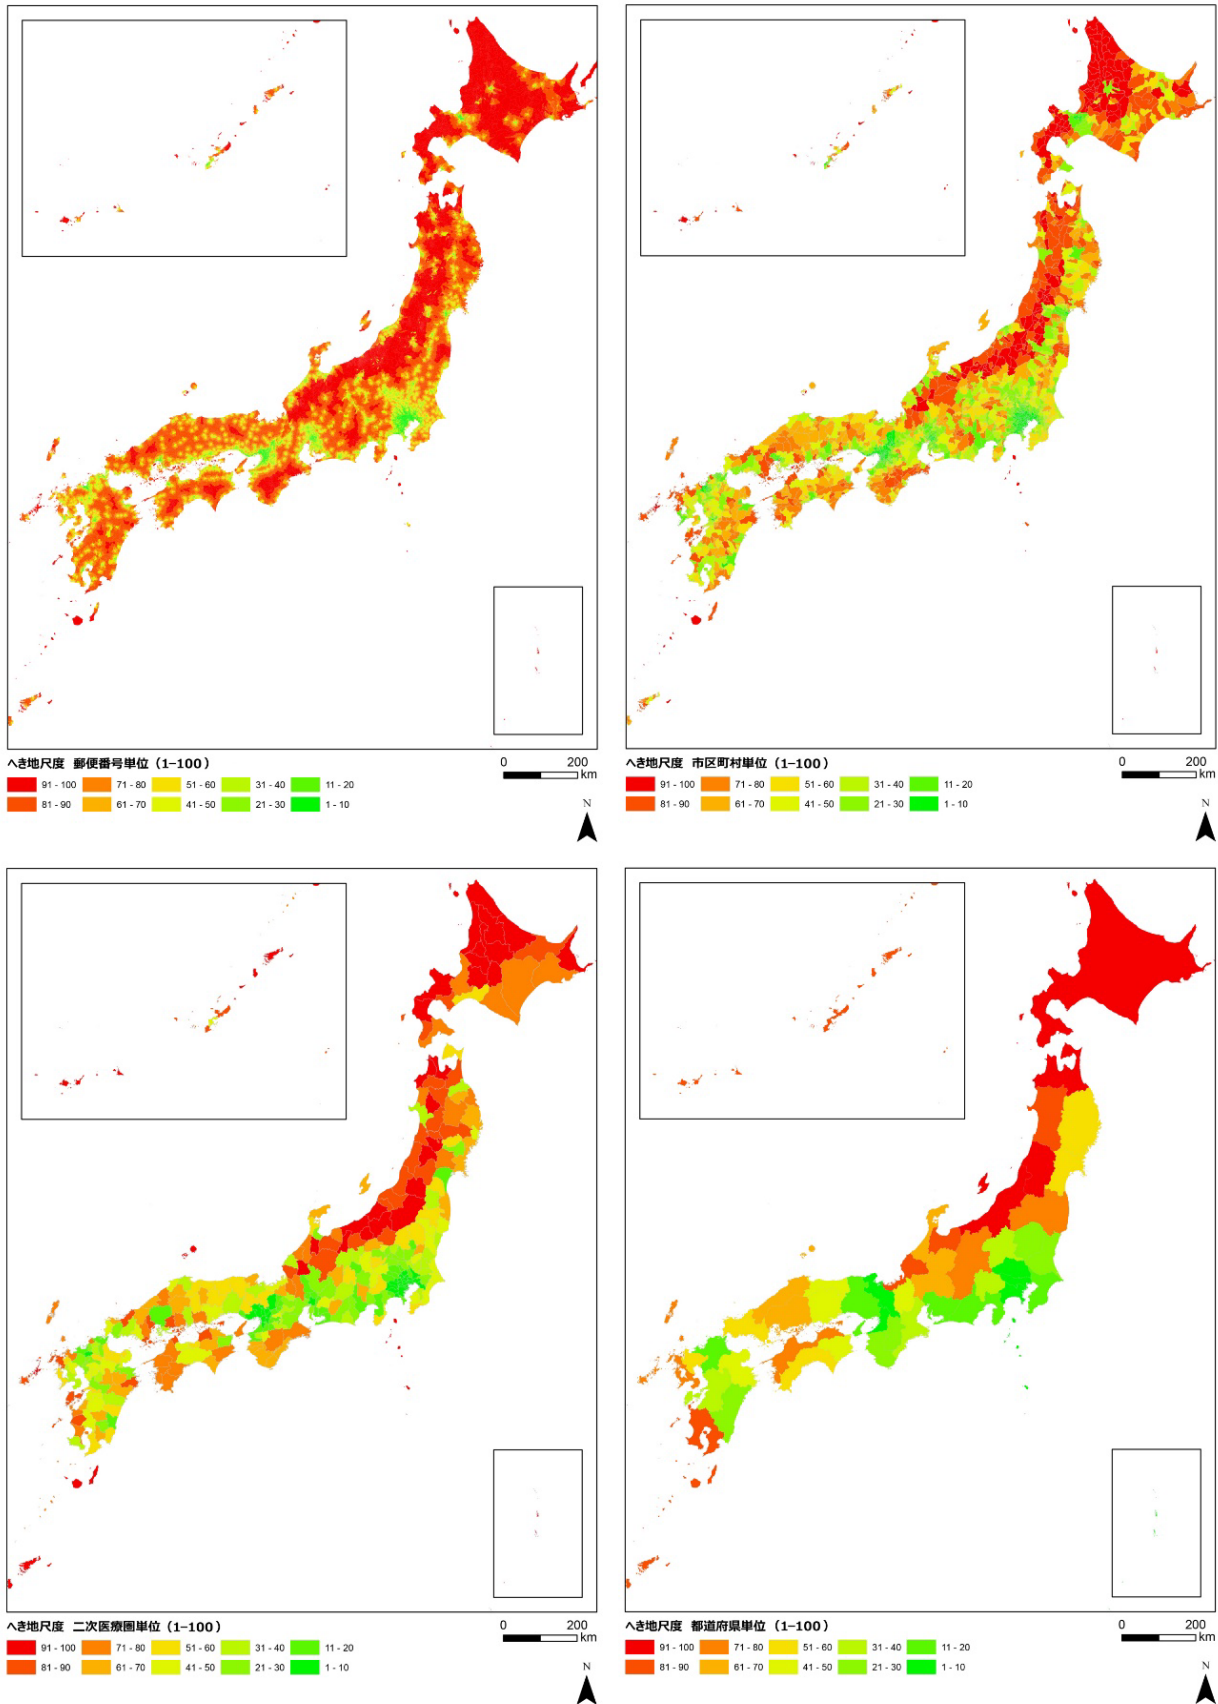 へき地尺度 郵便番号単位（1−100）
91 - 100 71 - 80 51 - 60 31 - 40 11 - 20
81 - 90 61 - 70 41 - 50 21 - 30 1 - 10
0 200
km
N
へき地尺度 市区町村単位（1−100）
91 - 100 71 - 80 51 - 60 31 - 40 11 - 20
81 - 90 61 - 70 41 - 50 21 - 30 1 - 10
0 200
km
N
へき地尺度 二次医療圏単位（1−100）
91 - 100 71 - 80 51 - 60 31 - 40 11 - 20
81 - 90 61 - 70 41 - 50 21 - 30 1 - 10
0 200
km
N
へき地尺度 都道府県単位（1−100）
91 - 100 71 - 80 51 - 60 31 - 40 11 - 20
81 - 90 61 - 70 41 - 50 21 - 30 1 - 10
0 200
km
N